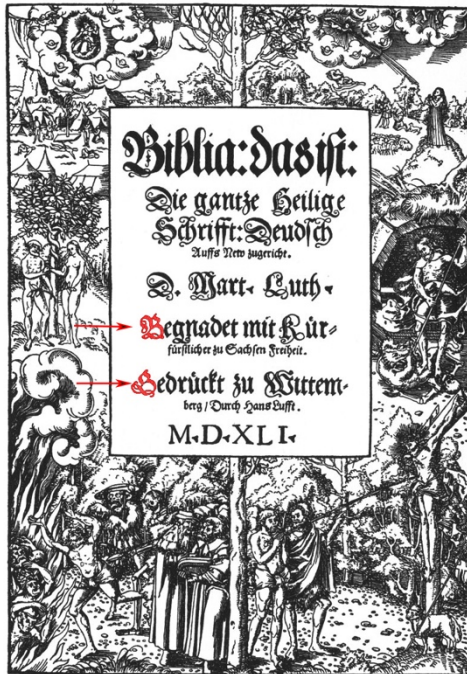 Biblia: das ist:
Die gantze Heilige
Schrifft: Deudsch
Auffs New zugericht.
D. Mart. Luth.
Begnadet mit Kür-
fürstlicher zu Sachsen Freiheit.
Gedrückt zu Wittem-
berg / Durch Hans Lufft.
M.D.XLI.